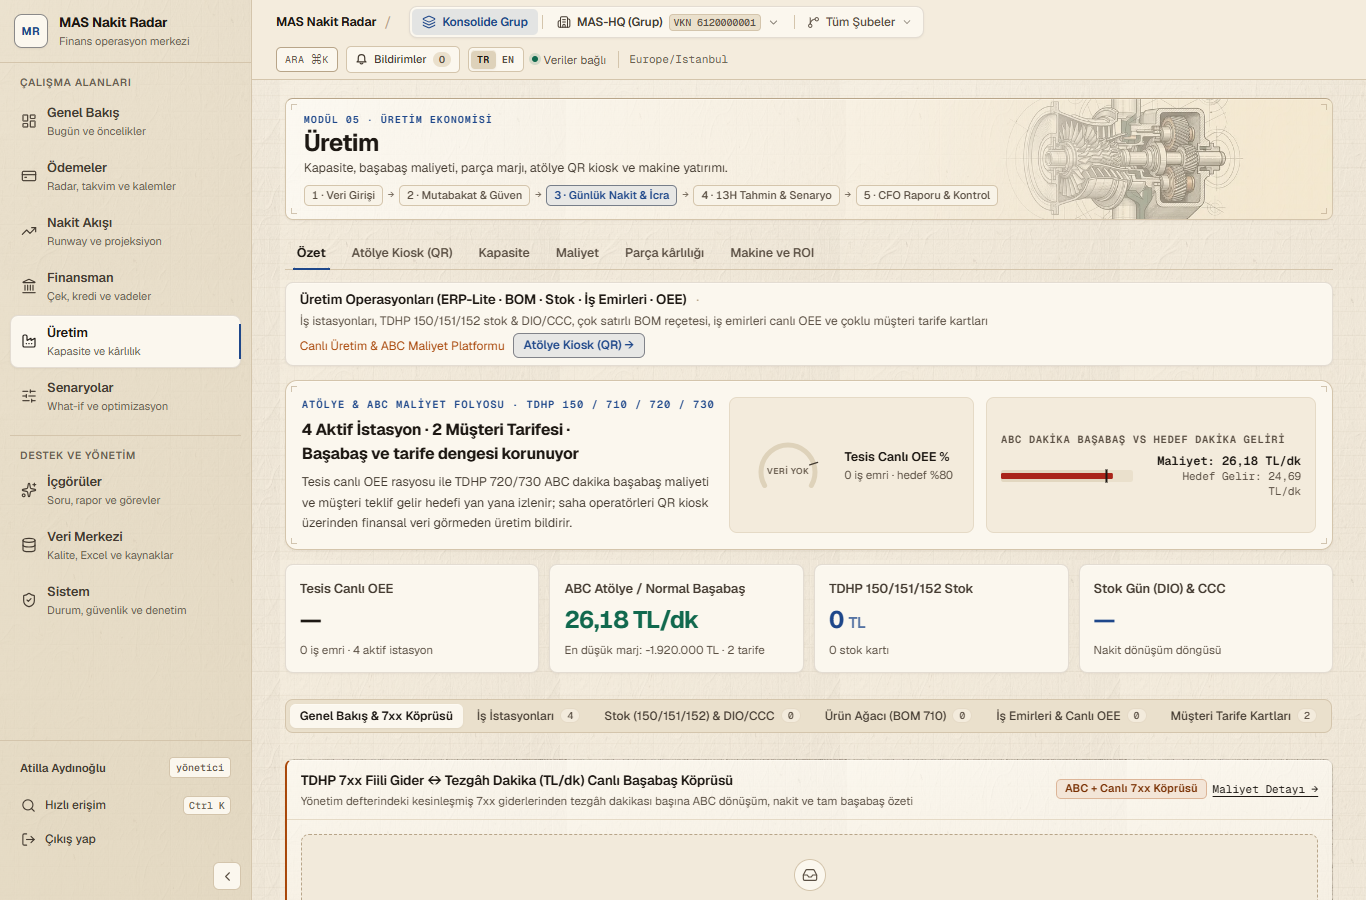 MR
MAS Nakit Radar
Finans operasyon merkezi
ÇALIŞMA ALANLARI
Genel Bakış
Bugün ve öncelikler
Ödemeler
Radar, takvim ve kalemler
Nakit Akışı
Runway ve projeksiyon
Finansman
Çek, kredi ve vadeler
Üretim
Kapasite ve kârlılık
Senaryolar
What-if ve optimizasyon
DESTEK VE YÖNETİM
İçgörüler
Soru, rapor ve görevler
Veri Merkezi
Kalite, Excel ve kaynaklar
Sistem
Durum, güvenlik ve denetim
Atilla Aydınoğlu
yönetici
Hızlı erişim
Ctrl K
Çıkış yap
MAS Nakit Radar /
Konsolide Grup
MAS-HQ (Grup) VKN 6120000001
Tüm Şubeler
ARA ⌘K
Bildirimler 0
TR EN
Veriler bağlı
Europe/Istanbul
MODÜL 05 · ÜRETİM EKONOMİSİ
Üretim
Kapasite, başabaş maliyeti, parça marjı, atölye QR kiosk ve makine yatırımı.
1 · Veri Girişi → 2 · Mutabakat & Güven → 3 · Günlük Nakit & İcra → 4 · 13H Tahmin & Senaryo → 5 · CFO Raporu & Kontrol
Özet Atölye Kiosk (QR) Kapasite Maliyet Parça kârlılığı Makine ve ROI
Üretim Operasyonları (ERP-Lite · BOM · Stok · İş Emirleri · OEE) ·
İş istasyonları, TDHP 150/151/152 stok & DIO/CCC, çok satırlı BOM reçetesi, iş emirleri canlı OEE ve çoklu müşteri tarife kartları
Canlı Üretim & ABC Maliyet Platformu Atölye Kiosk (QR) →
ATÖLYE & ABC MALİYET FOLYOSU · TDHP 150 / 710 / 720 / 730
4 Aktif İstasyon · 2 Müşteri Tarifesi ·
Başabaş ve tarife dengesi korunuyor
Tesis canlı OEE rasyosu ile TDHP 720/730 ABC dakika başabaş maliyeti
ve müşteri teklif gelir hedefi yan yana izlenir; saha operatörleri QR kiosk
üzerinden finansal veri görmeden üretim bildirir.
VERİ YOK
Tesis Canlı OEE %
0 iş emri · hedef %80
ABC DAKİKA BAŞABAŞ VS HEDEF DAKİKA GELİRİ
Maliyet: 26,18 TL/dk
Hedef Gelir: 24,69
TL/dk
Tesis Canlı OEE
—
0 iş emri · 4 aktif istasyon
ABC Atölye / Normal Başabaş
26,18 TL/dk
En düşük marj: -1.920.000 TL · 2 tarife
TDHP 150/151/152 Stok
0 TL
0 stok kartı
Stok Gün (DIO) & CCC
—
Nakit dönüşüm döngüsü
Genel Bakış & 7xx Köprüsü İş İstasyonları 4 Stok (150/151/152) & DIO/CCC 0 Ürün Ağacı (BOM 710) 0 İş Emirleri & Canlı OEE 0 Müşteri Tarife Kartları 2
TDHP 7xx Fiili Gider ↔ Tezgâh Dakika (TL/dk) Canlı Başabaş Köprüsü
Yönetim defterindeki kesinleşmiş 7xx giderlerinden tezgâh dakikası başına ABC dönüşüm, nakit ve tam başabaş özeti
ABC + Canlı 7xx Köprüsü Maliyet Detayı →